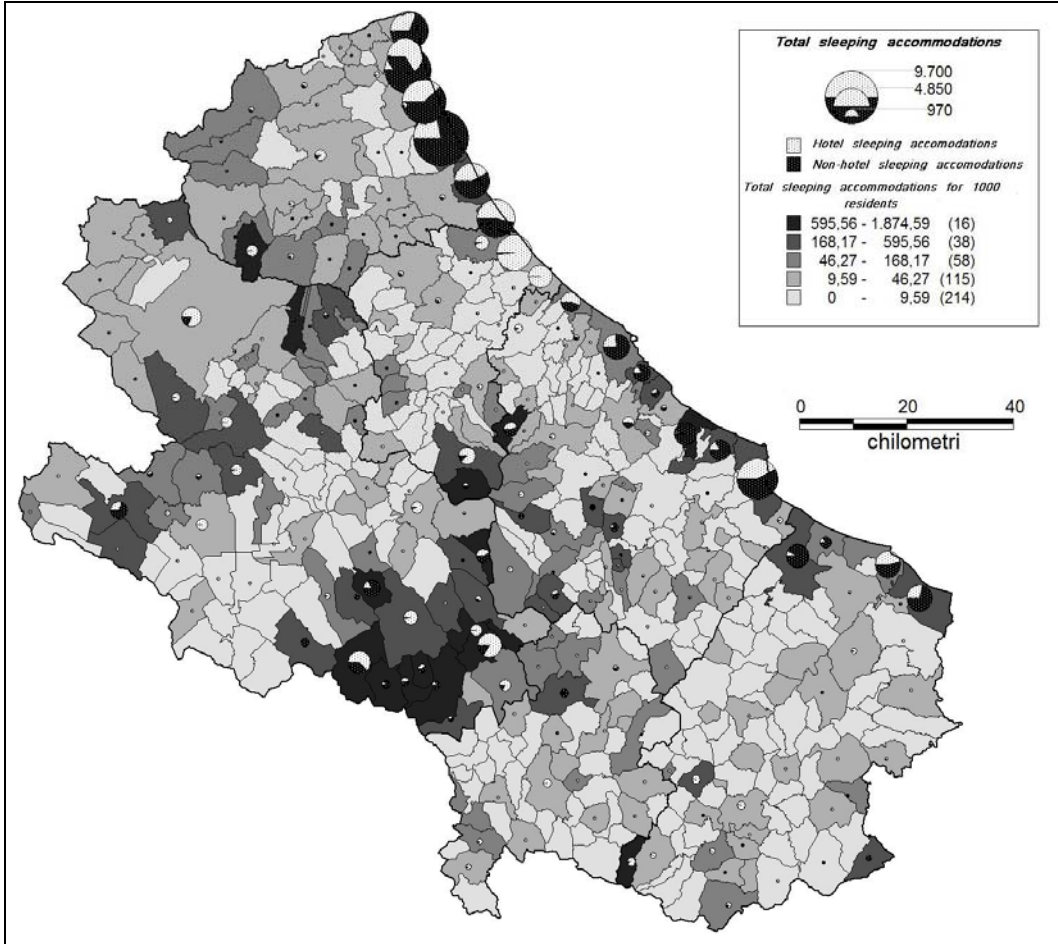 Total sleeping accommodations
9.700
4.850
970
Hotel sleeping accomodations
Non-hotel sleeping accomodations
Total sleeping accommodations for 1000
residents
595,56 - 1.874,59 (16)
168,17 - 595,56 (38)
46,27 - 168,17 (58)
9,59 - 46,27 (115)
0 - 9,59 (214)
0 20 40
chilometri